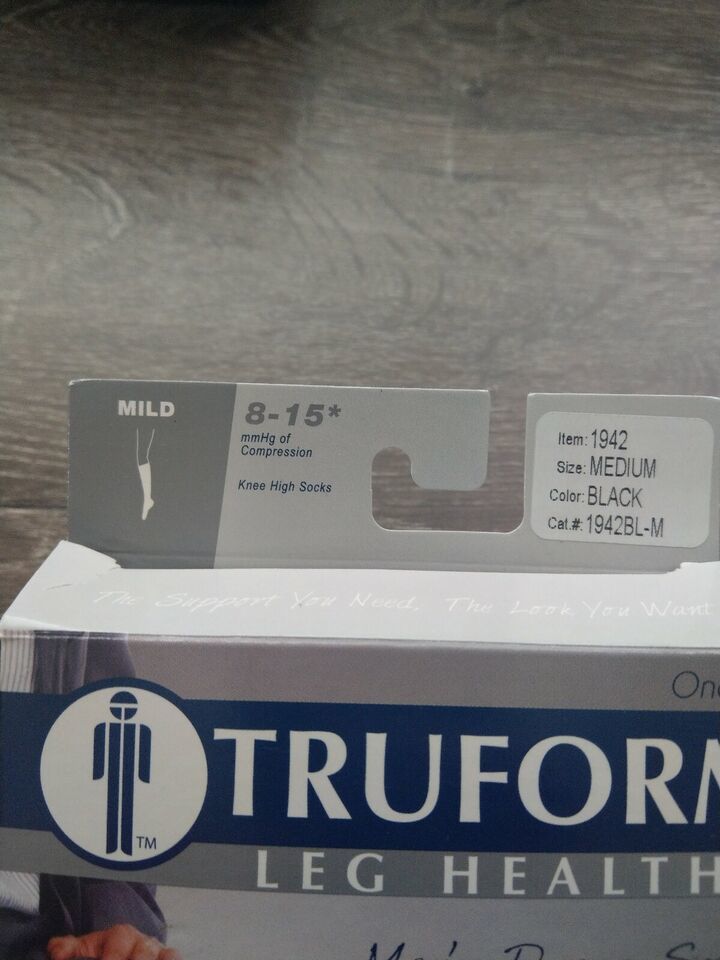 MILD
8-15*
mmHg of
Compression
Knee High Socks
Item: 1942
Size: MEDIUM
Color: BLACK
Cat.#: 1942BL-M
The Support You Need, The Look You Want
TRUFORM
TM
LEG HEALTH